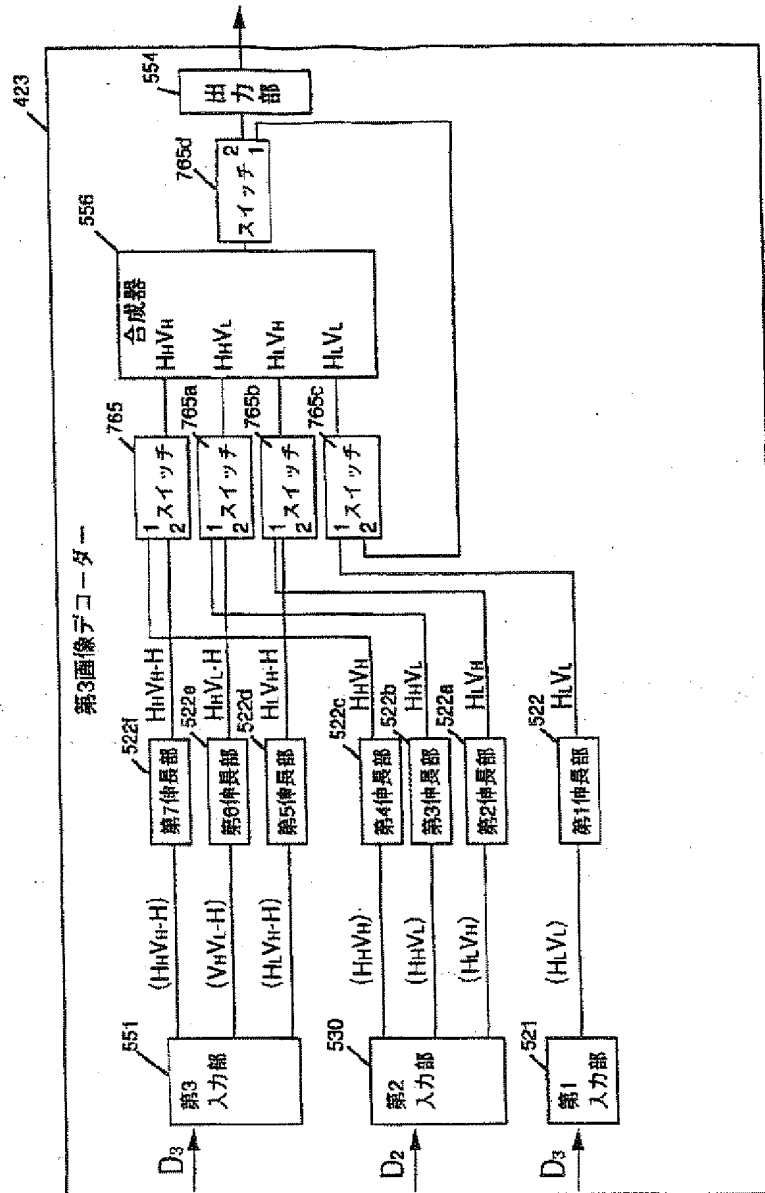 第3画像デコーダー
423
D3
551
第3
入力部
(HHVH-H)
(VHVL-H)
(HLVH-H)
522f
第7伸長部
HHVH-H
522e
第6伸長部
HHVL-H
522d
第5伸長部
HLVH-H
D2
530
第2
入力部
(HHVH)
(HHVL)
(HLVH)
522c
第4伸長部
HHVH
522b
第3伸長部
HHVL
522a
第2伸長部
HLVH
D3
521
第1
入力部
(HLVL)
522
第1伸長部
HLVL
765
1
スイッチ
2
765a
1
スイッチ
2
765b
1
スイッチ
2
765c
1
スイッチ
2
556
合成器
HHVH
HHVL
HLVH
HLVL
765d
スイッチ
2
1
554
出力部